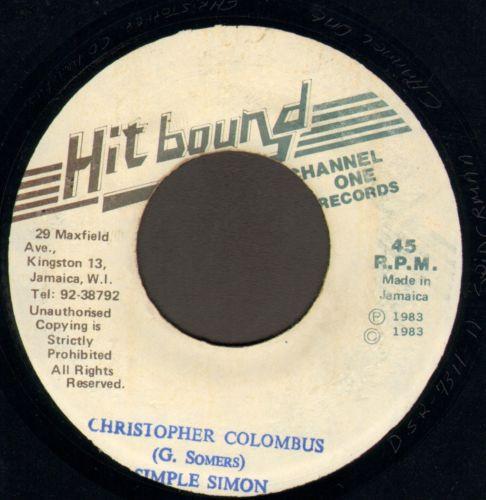 Hit bound
CHANNEL
ONE
RECORDS
29 Maxfield
Ave.,
Kingston 13,
Jamaica, W.I.
Tel: 92-38792
Unauthorised
Copying is
Strictly
Prohibited
All Rights
Reserved.
45
R.P.M.
Made in
Jamaica
Ⓟ 1983
© 1983
CHRISTOPHER COLOMBUS
(G. SOMERS)
SIMPLE SIMON